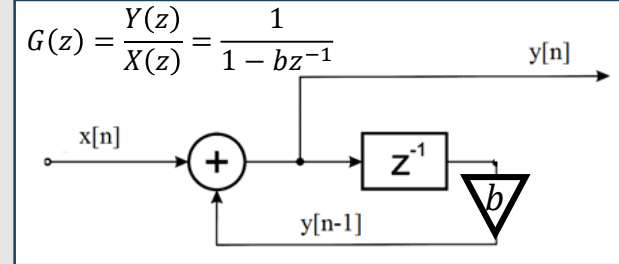 G(z) = Y(z)/X(z) = 1/(1 − bz⁻¹)
y[n]
x[n]
+
z⁻¹
b
y[n-1]